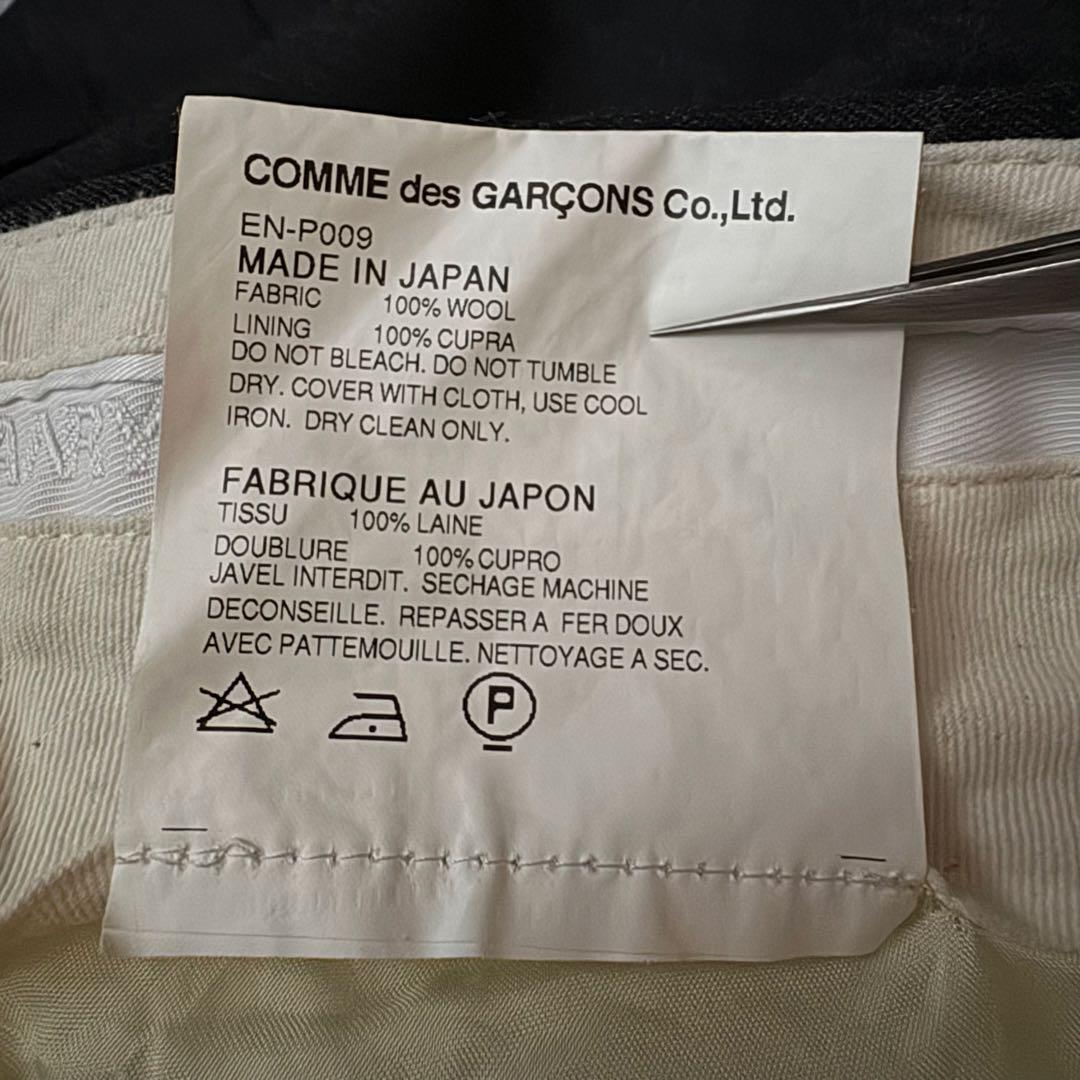 COMME des GARÇONS Co.,Ltd.
EN-P009
MADE IN JAPAN
FABRIC 100% WOOL
LINING 100% CUPRA
DO NOT BLEACH. DO NOT TUMBLE
DRY. COVER WITH CLOTH, USE COOL
IRON. DRY CLEAN ONLY.
FABRIQUE AU JAPON
TISSU 100% LAINE
DOUBLURE 100% CUPRO
JAVEL INTERDIT. SECHAGE MACHINE
DECONSEILLE. REPASSER A FER DOUX
AVEC PATTEMOUILLE. NETTOYAGE A SEC.
P